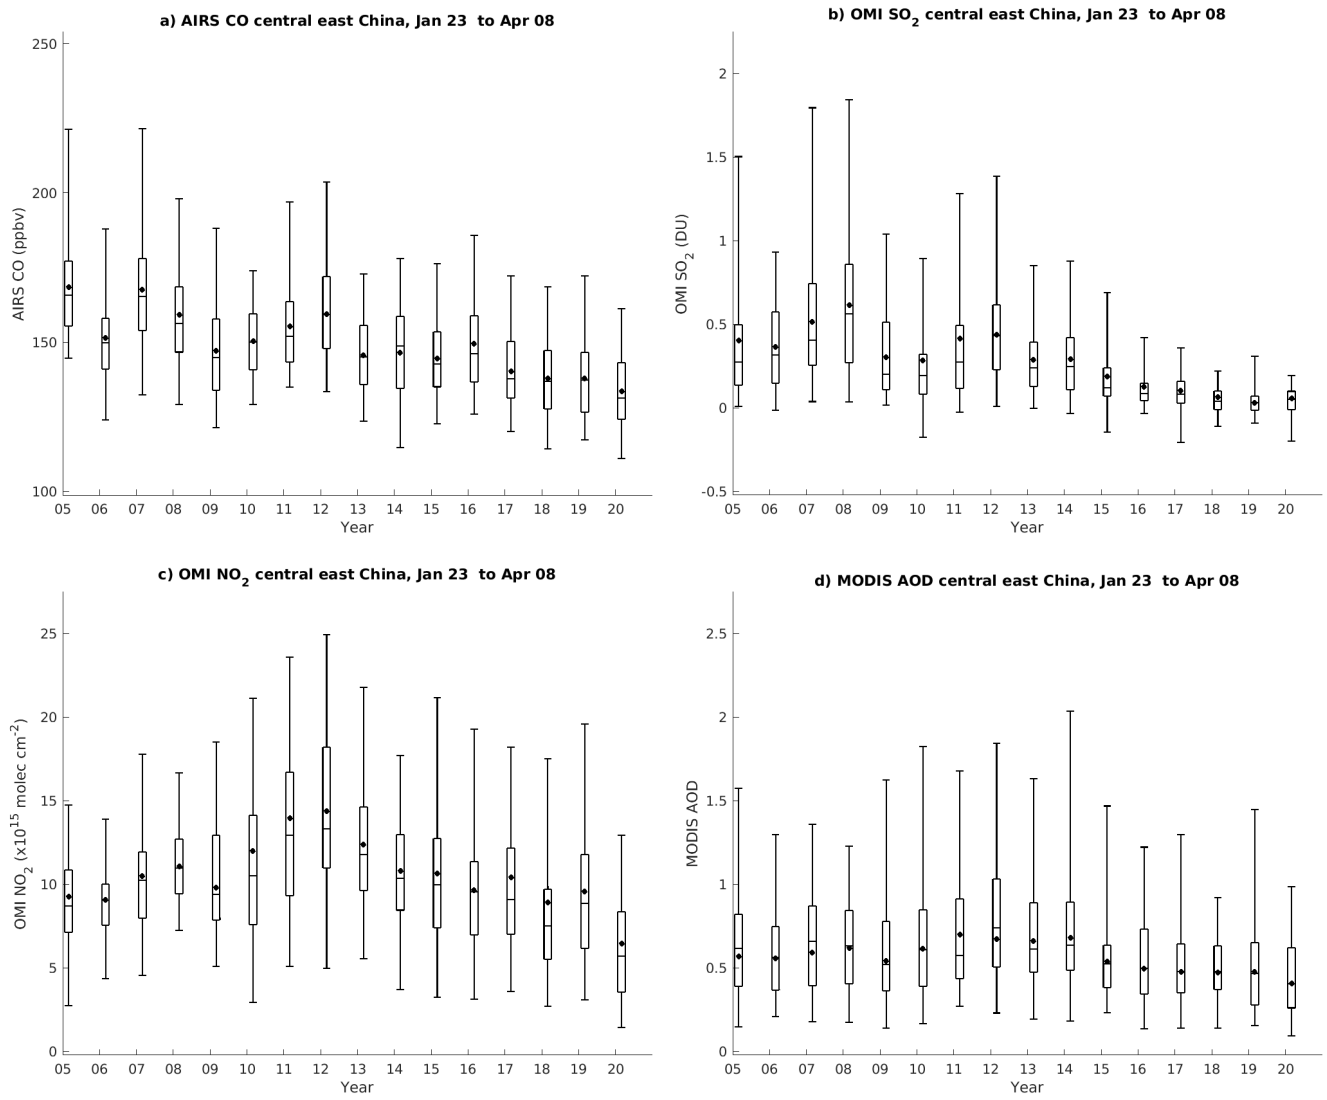 a) AIRS CO central east China, Jan 23 to Apr 08
250
200
150
100
AIRS CO (ppbv)
05 06 07 08 09 10 11 12 13 14 15 16 17 18 19 20
Year
b) OMI SO2 central east China, Jan 23 to Apr 08
2
1.5
1
0.5
0
-0.5
OMI SO2 (DU)
05 06 07 08 09 10 11 12 13 14 15 16 17 18 19 20
Year
c) OMI NO2 central east China, Jan 23 to Apr 08
25
20
15
10
5
0
OMI NO2 (x10^15 molec cm^-2)
05 06 07 08 09 10 11 12 13 14 15 16 17 18 19 20
Year
d) MODIS AOD central east China, Jan 23 to Apr 08
2.5
2
1.5
1
0.5
0
MODIS AOD
05 06 07 08 09 10 11 12 13 14 15 16 17 18 19 20
Year